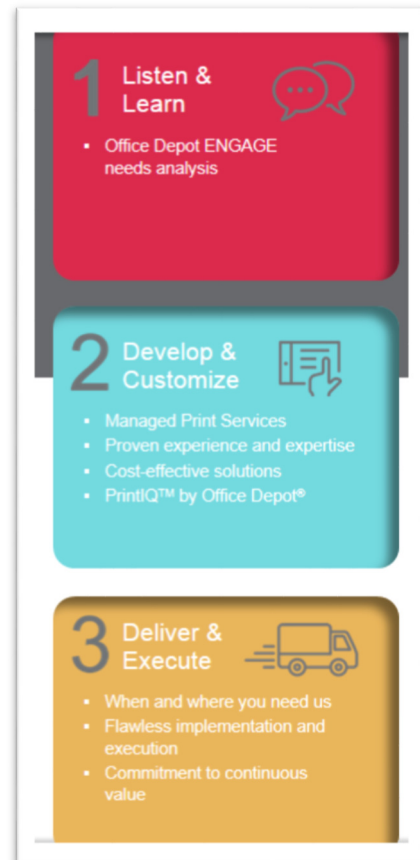 1
Listen &
Learn
▪ Office Depot ENGAGE
needs analysis
2
Develop &
Customize
▪ Managed Print Services
▪ Proven experience and expertise
▪ Cost-effective solutions
▪ PrintIQ™ by Office Depot®
3
Deliver &
Execute
▪ When and where you need us
▪ Flawless implementation and
execution
▪ Commitment to continuous
value